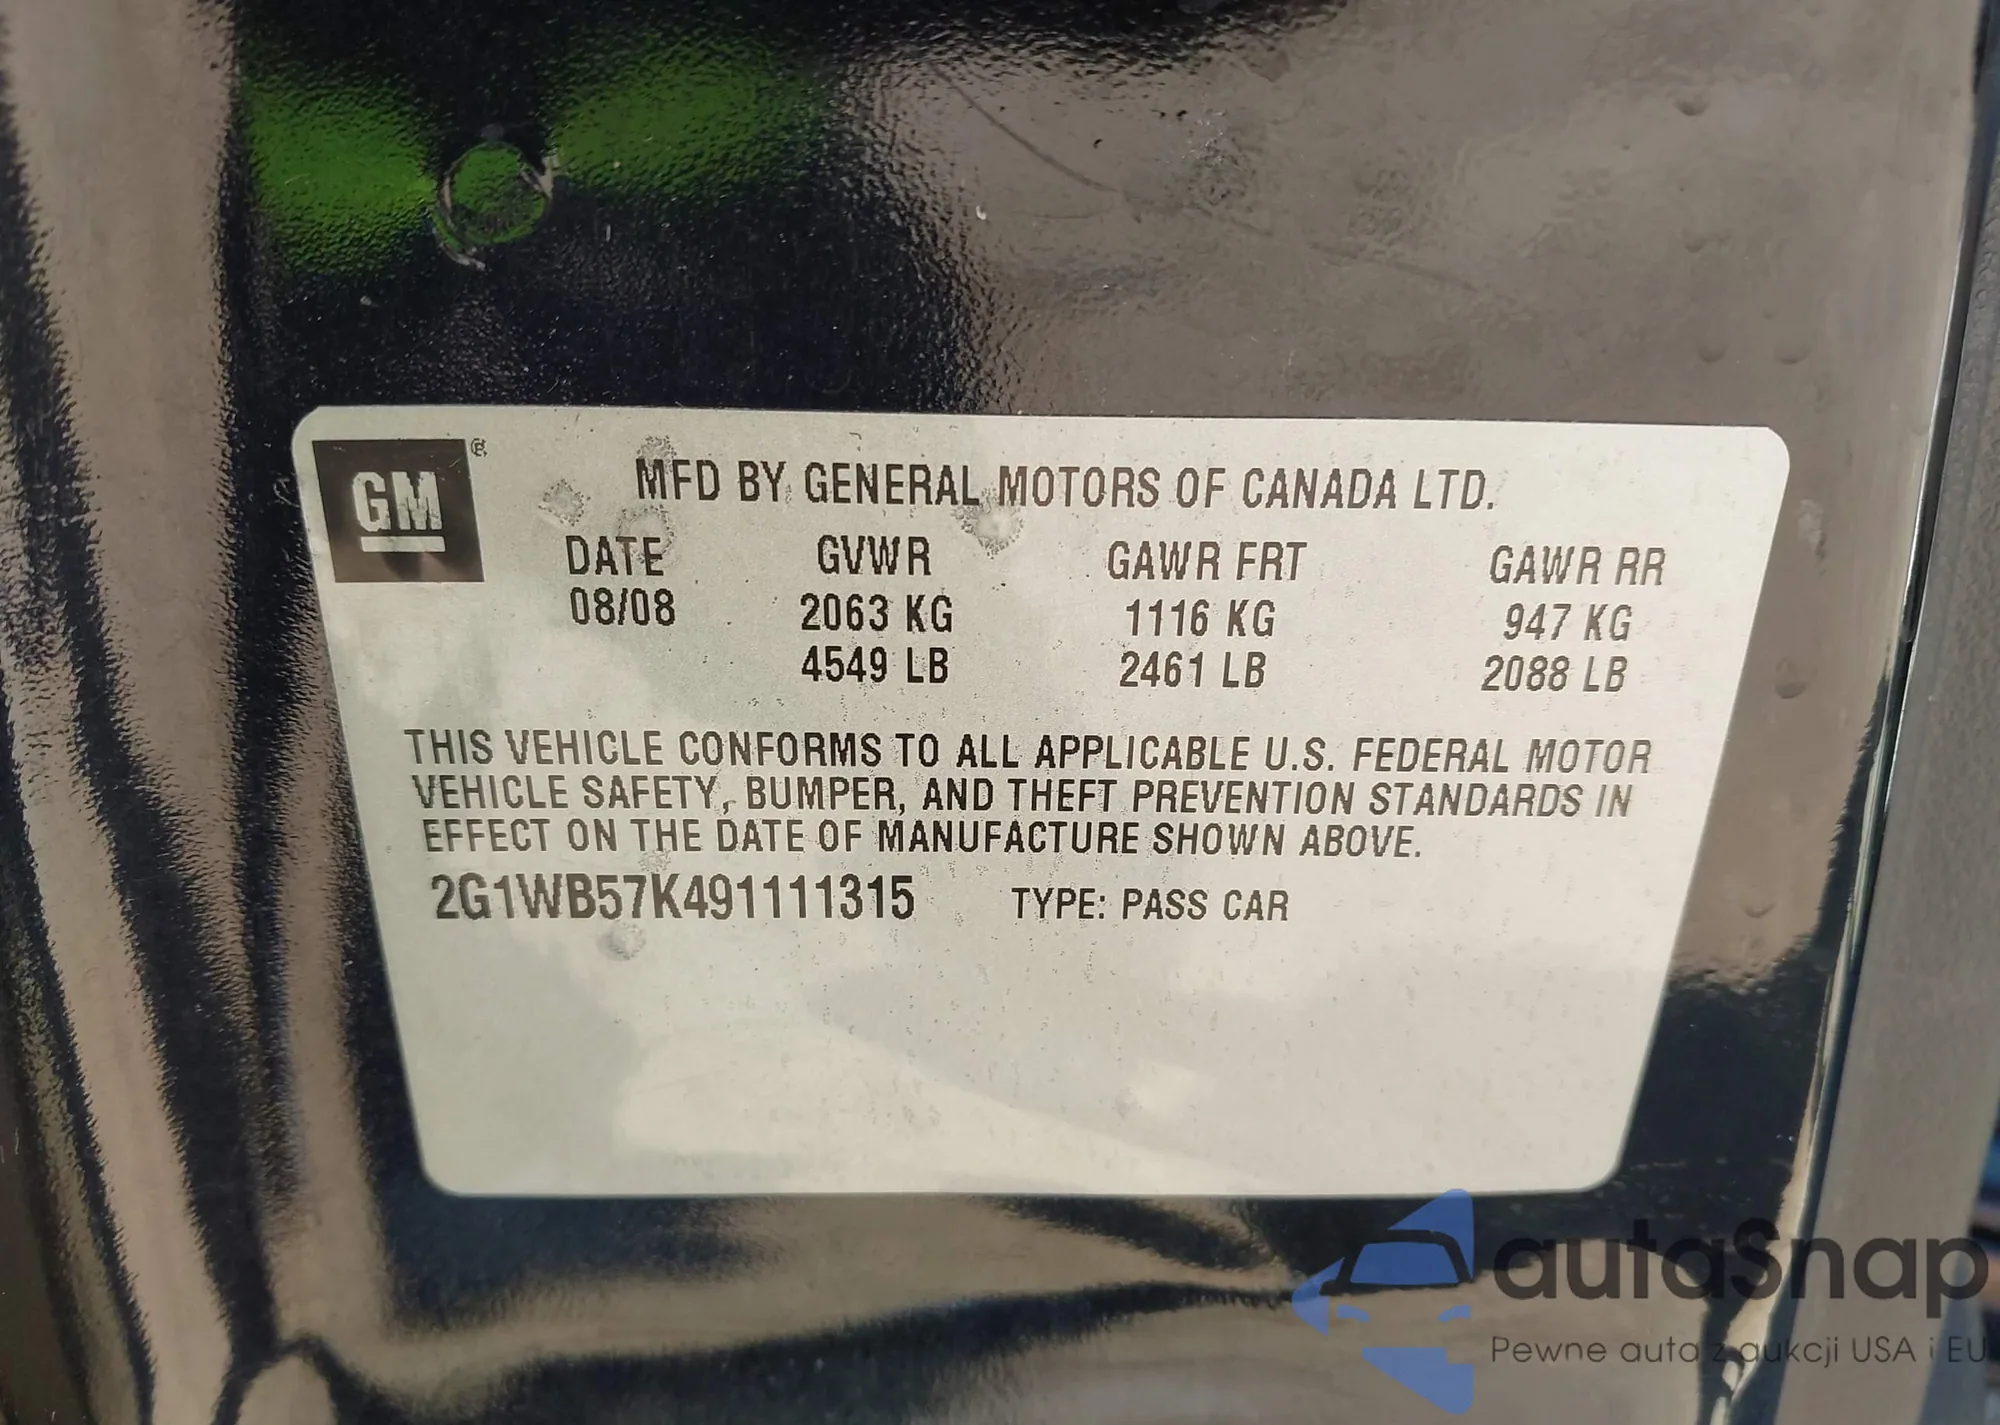 GM ®
MFD BY GENERAL MOTORS OF CANADA LTD.
DATE GVWR GAWR FRT GAWR RR
08/08 2063 KG 1116 KG 947 KG
4549 LB 2461 LB 2088 LB
THIS VEHICLE CONFORMS TO ALL APPLICABLE U.S. FEDERAL MOTOR
VEHICLE SAFETY, BUMPER, AND THEFT PREVENTION STANDARDS IN
EFFECT ON THE DATE OF MANUFACTURE SHOWN ABOVE.
2G1WB57K491111315 TYPE: PASS CAR
autaSnap
Pewne auta z aukcji USA i EU